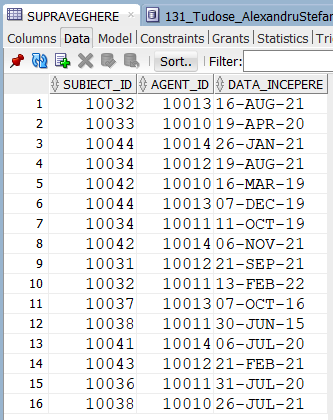 SUPRAVEGHERE × 131_Tudose_AlexandruStefan
Columns Data Model Constraints Grants Statistics Tri
Sort.. Filter:
SUBIECT_ID AGENT_ID DATA_INCEPERE
1 10032 10013 16-AUG-21
2 10033 10010 19-APR-20
3 10044 10014 26-JAN-21
4 10034 10012 19-AUG-21
5 10042 10010 16-MAR-19
6 10044 10013 07-DEC-19
7 10034 10011 11-OCT-19
8 10042 10014 06-NOV-21
9 10031 10012 21-SEP-21
10 10032 10011 13-FEB-22
11 10037 10013 07-OCT-16
12 10038 10011 30-JUN-15
13 10041 10014 06-JUL-20
14 10043 10012 21-FEB-21
15 10036 10011 31-JUL-20
16 10038 10010 26-JUL-21